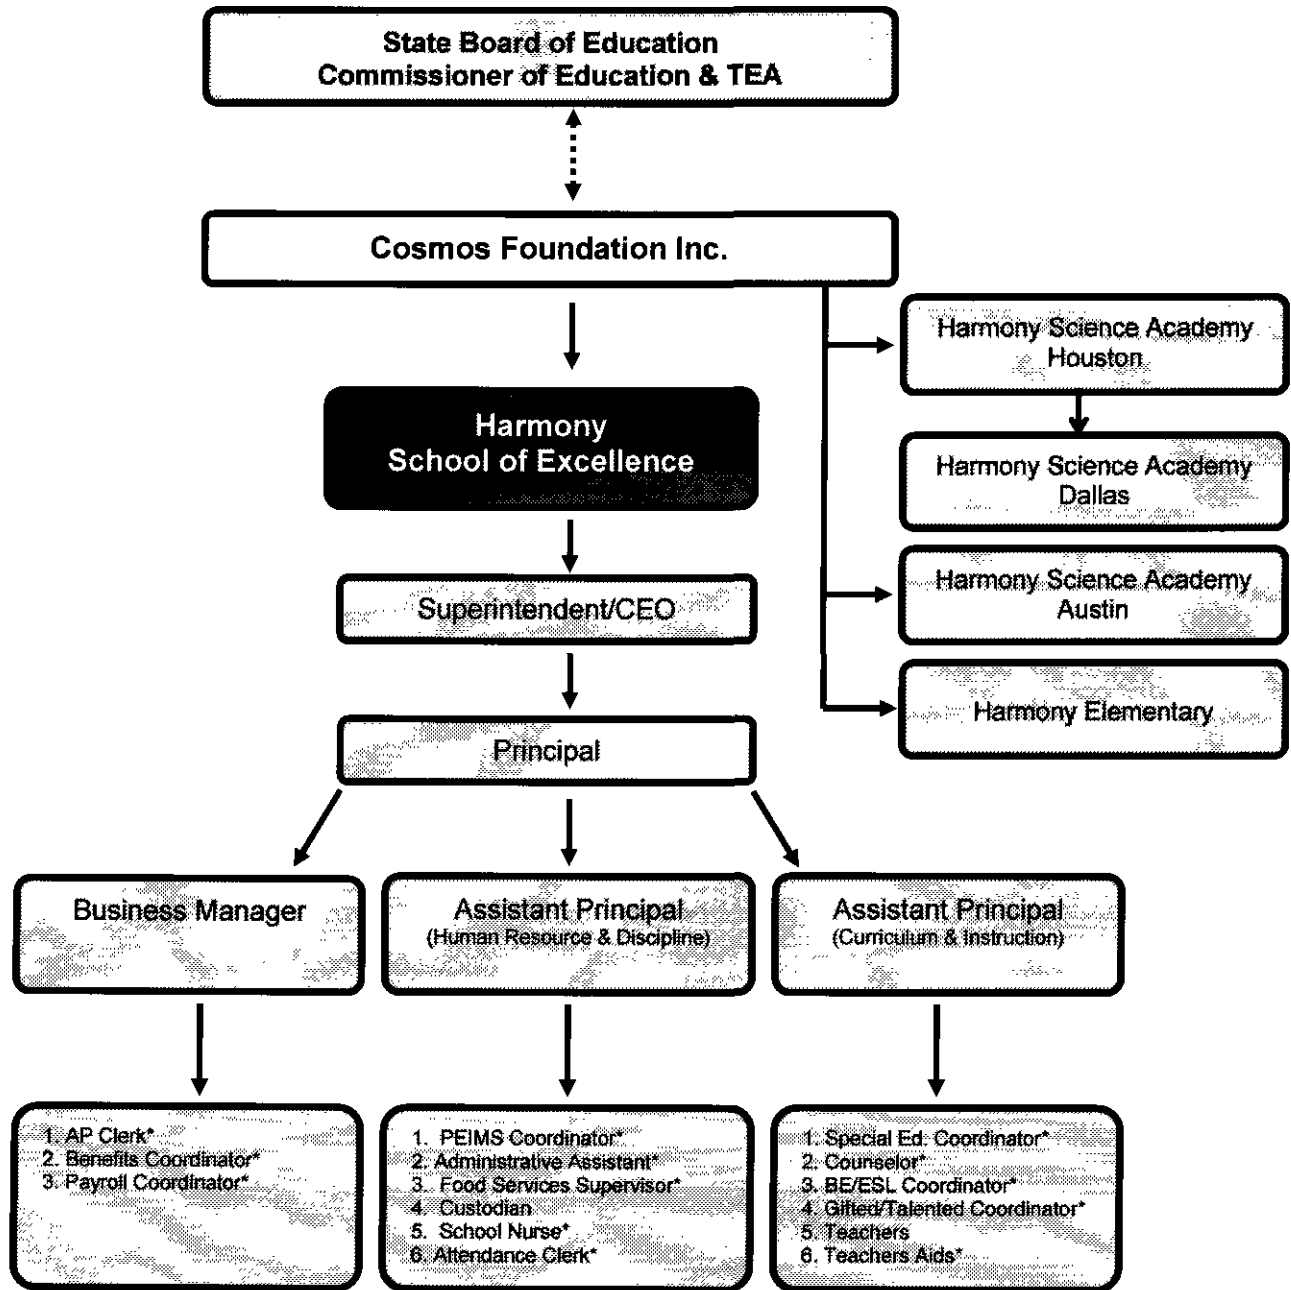 State Board of Education
Commissioner of Education & TEA
Cosmos Foundation Inc.
Harmony Science Academy
Houston
Harmony
School of Excellence
Harmony Science Academy
Dallas
Harmony Science Academy
Austin
Superintendent/CEO
Harmony Elementary
Principal
Business Manager
Assistant Principal
(Human Resource & Discipline)
Assistant Principal
(Curriculum & Instruction)
1. AP Clerk*
2. Benefits Coordinator*
3. Payroll Coordinator*
1. PEIMS Coordinator*
2. Administrative Assistant*
3. Food Services Supervisor*
4. Custodian
5. School Nurse*
6. Attendance Clerk*
1. Special Ed. Coordinator*
2. Counselor*
3. BE/ESL Coordinator*
4. Gifted/Talented Coordinator*
5. Teachers
6. Teachers Aids*